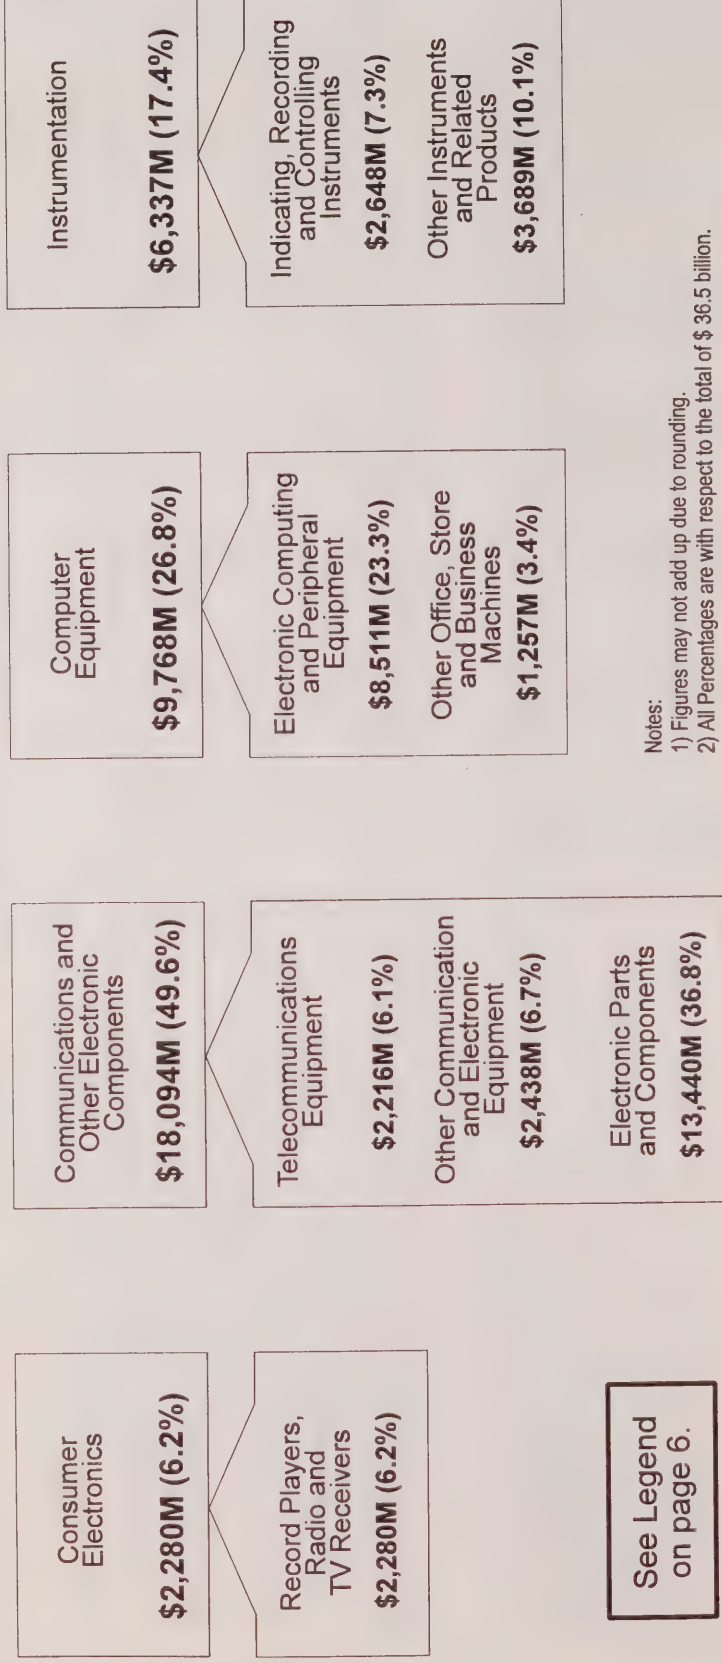 Consumer
Electronics
$2,280M (6.2%)
Record Players,
Radio and
TV Receivers
$2,280M (6.2%)
Communications and
Other Electronic
Components
$18,094M (49.6%)
Telecommunications
Equipment
$2,216M (6.1%)
Other Communication
and Electronic
Equipment
$2,438M (6.7%)
Electronic Parts
and Components
$13,440M (36.8%)
Computer
Equipment
$9,768M (26.8%)
Electronic Computing
and Peripheral
Equipment
$8,511M (23.3%)
Other Office, Store
and Business
Machines
$1,257M (3.4%)
Instrumentation
$6,337M (17.4%)
Indicating, Recording
and Controlling
Instruments
$2,648M (7.3%)
Other Instruments
and Related
Products
$3,689M (10.1%)
See Legend
on page 6.
Notes:
1) Figures may not add up due to rounding.
2) All Percentages are with respect to the total of $ 36.5 billion.